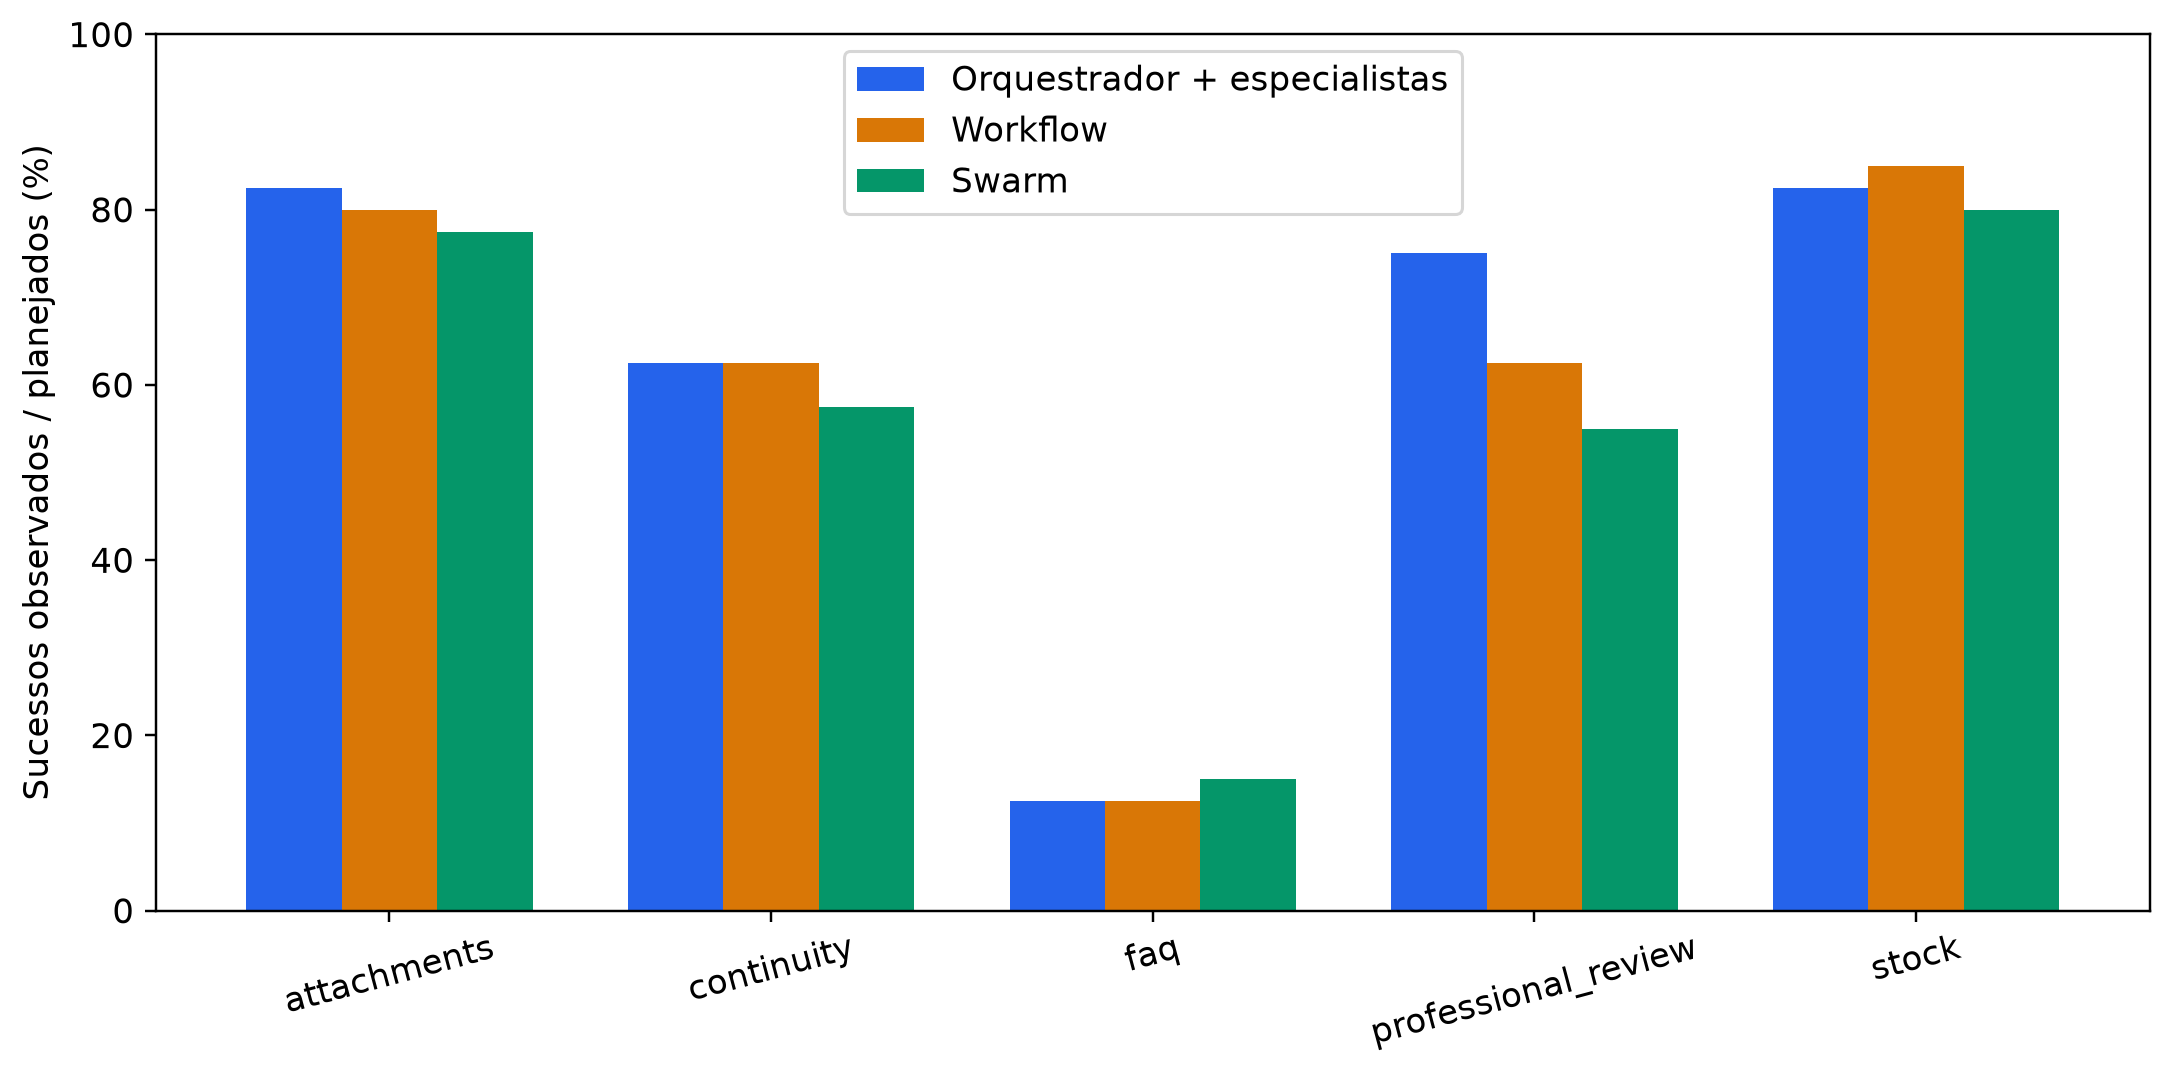 Sucessos observados / planejados (%)
100
80
60
40
20
0
Orquestrador + especialistas
Workflow
Swarm
attachments
continuity
faq
professional_review
stock